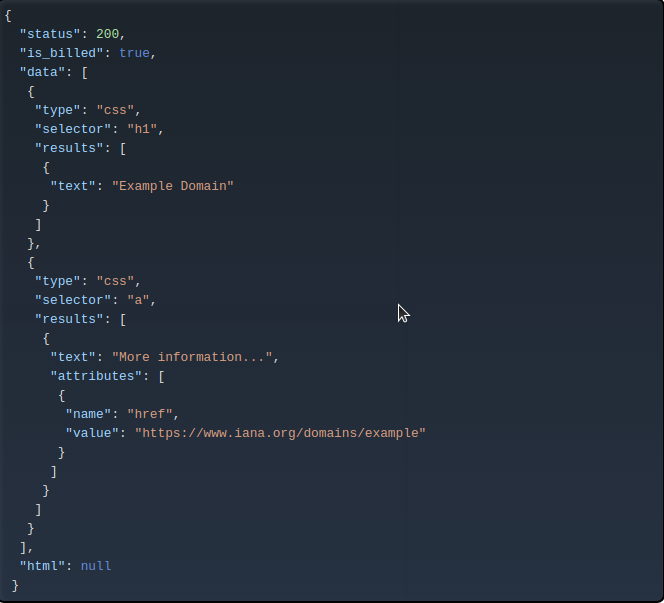 {
  "status": 200,
  "is_billed": true,
  "data": [
   {
    "type": "css",
    "selector": "h1",
    "results": [
     {
      "text": "Example Domain"
     }
    ]
   },
   {
    "type": "css",
    "selector": "a",
    "results": [
     {
      "text": "More information...",
      "attributes": [
       {
        "name": "href",
        "value": "https://www.iana.org/domains/example"
       }
      ]
     }
    ]
   }
  ],
  "html": null
 }